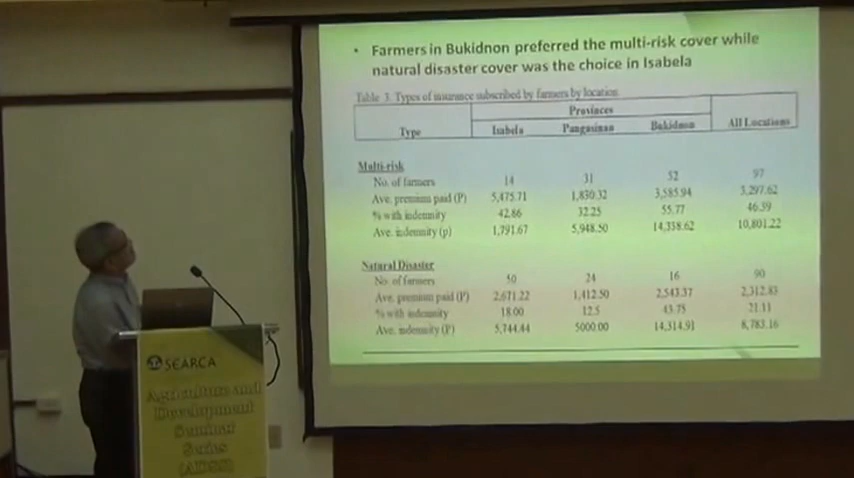 • Farmers in Bukidnon preferred the multi-risk cover while
natural disaster cover was the choice in Isabela
Table 3. Types of insurance subscribed by farmers by location
Type Provinces All Locations
Isabela Pangasinan Bukidnon
Multi-risk
No. of farmers 14 31 52 97
Ave. premium paid (P) 5,475.71 1,830.32 3,585.94 3,297.62
% with indemnity 42.86 32.25 55.77 46.39
Ave. indemnity (p) 1,791.67 5,948.50 14,338.62 10,801.22
Natural Disaster
No. of farmers 50 24 16 90
Ave. premium paid (P) 2,671.22 1,412.50 2,543.37 2,312.83
% with indemnity 18.00 12.5 43.75 21.11
Ave. indemnity (P) 5,744.44 5000.00 14,314.91 8,783.16
SEARCA
Agriculture and
Development
Seminar
Series
(ADSS)